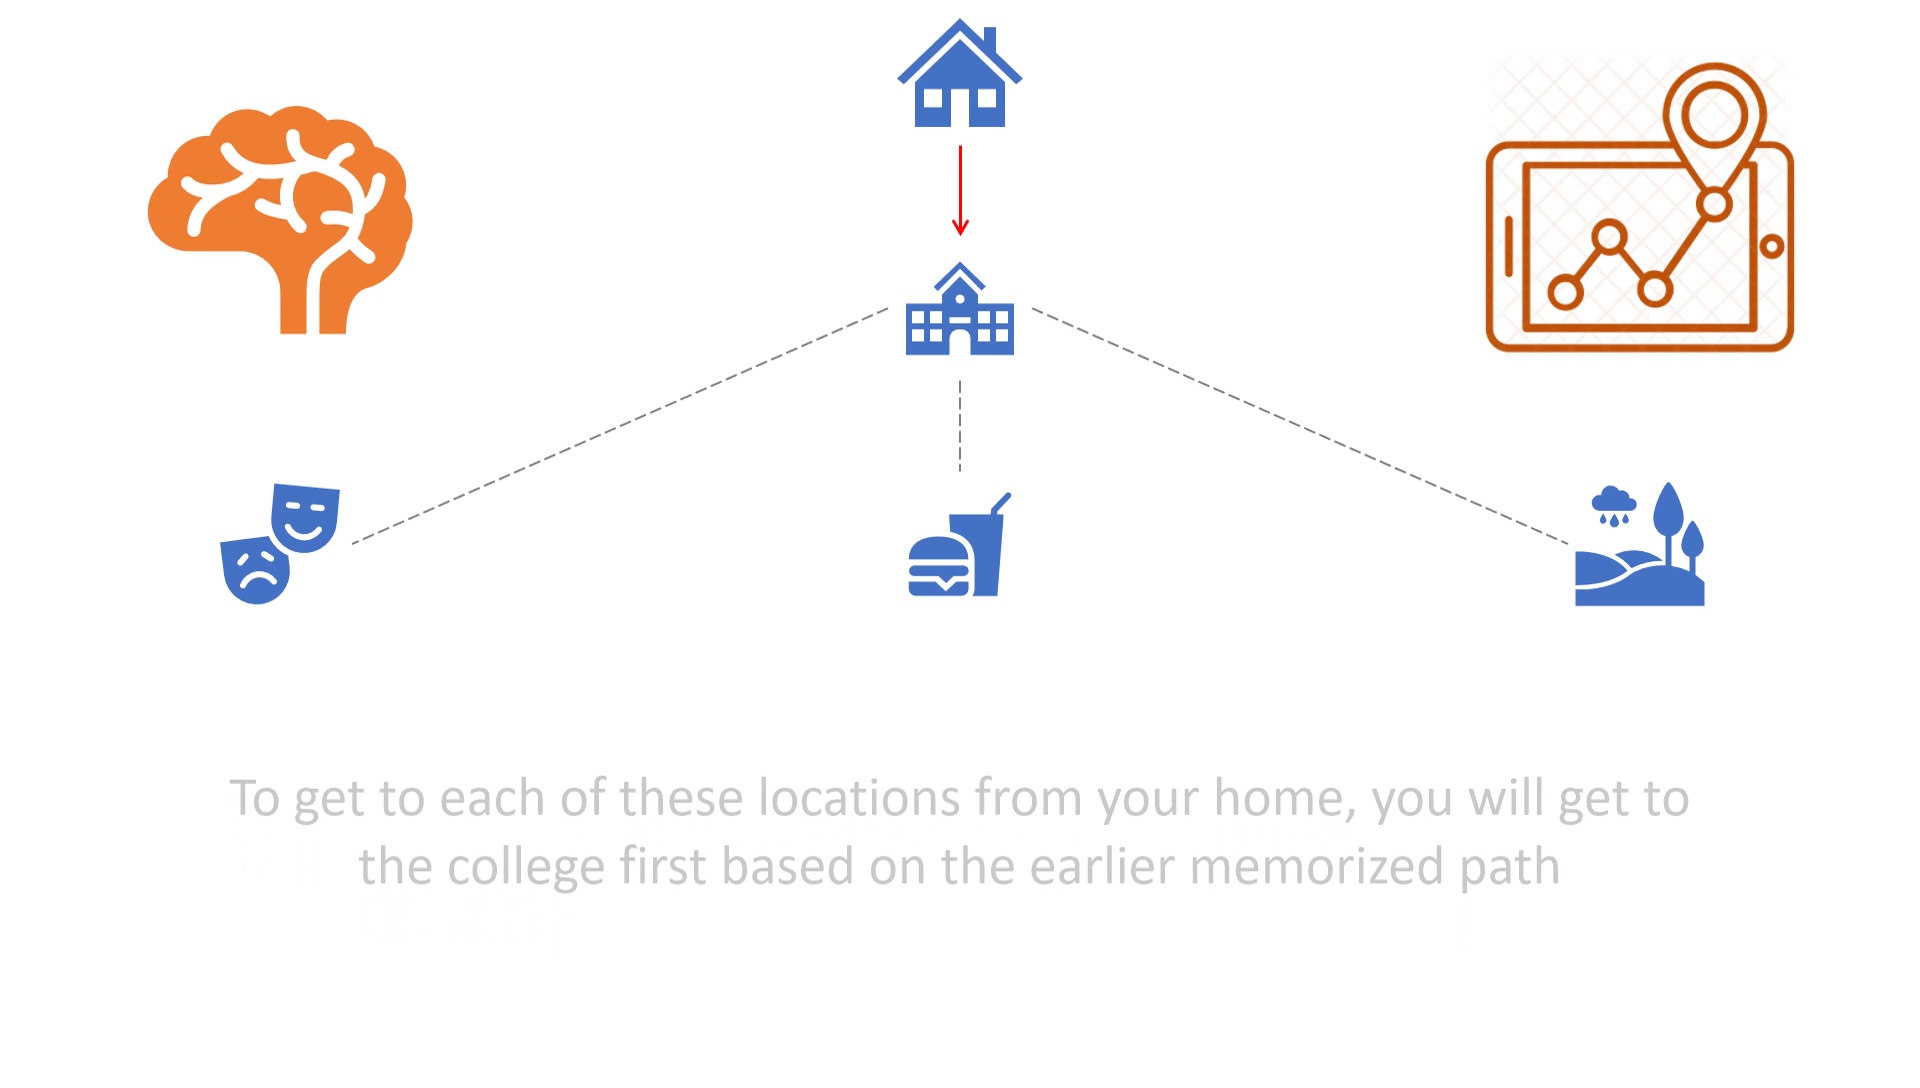 To get to each of these locations from your home, you will get to
the college first based on the earlier memorized path